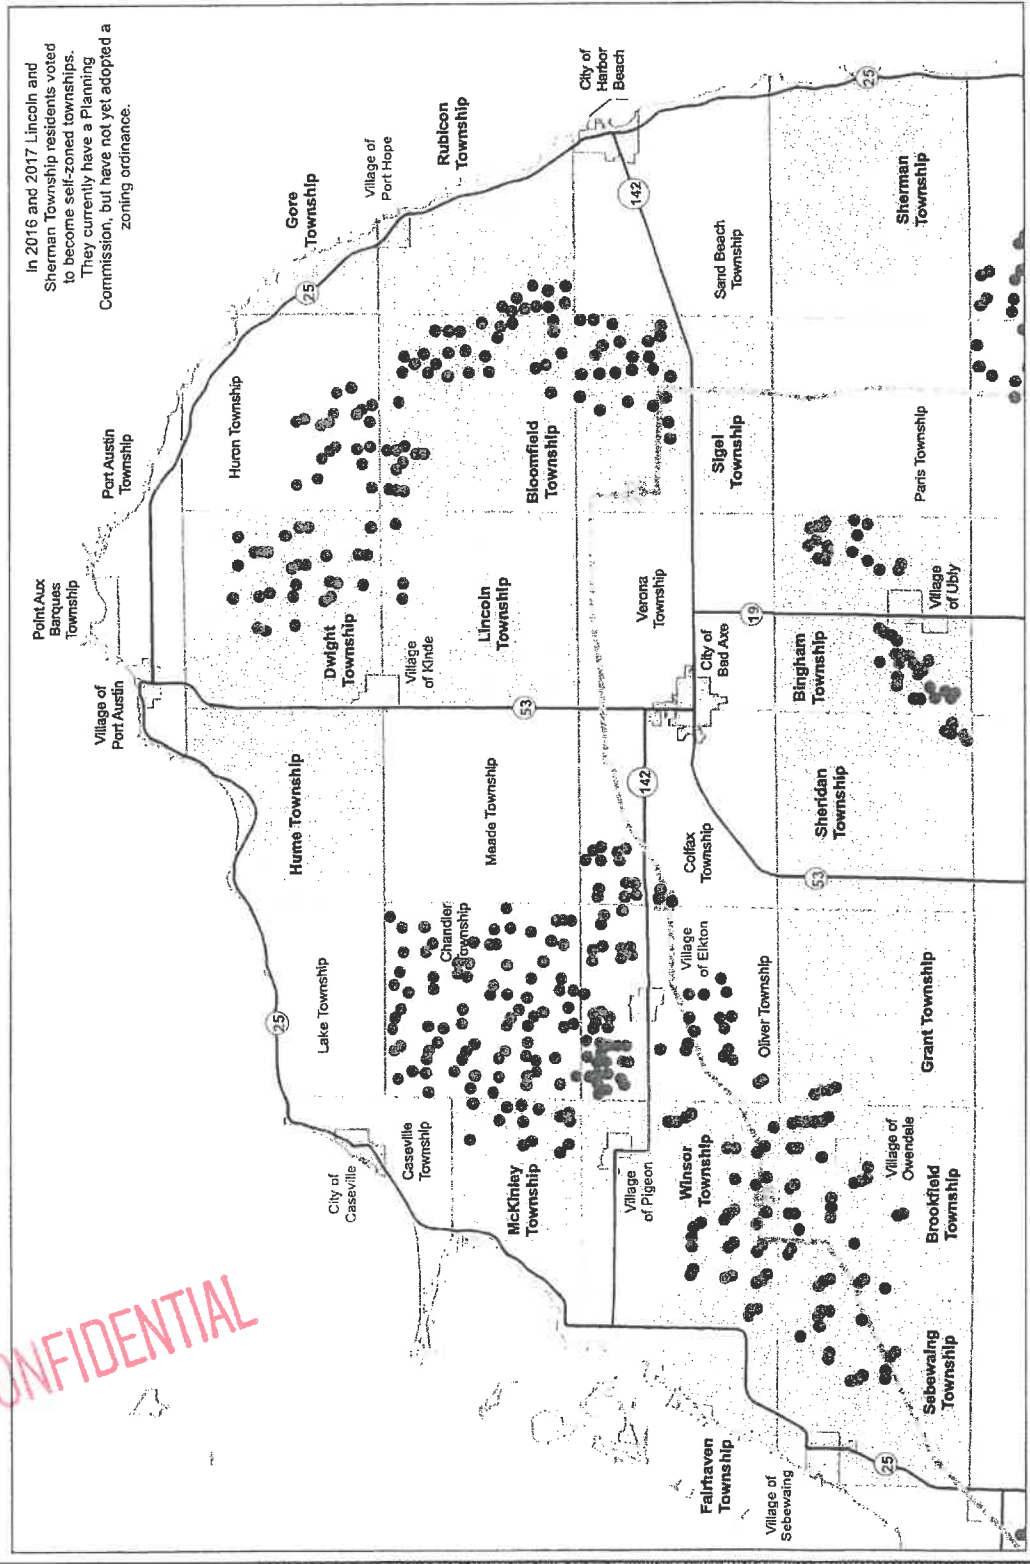 In 2016 and 2017 Lincoln and
Sherman Township residents voted
to become self-zoned townships.
They currently have a Planning
Commission, but have not yet adopted a
zoning ordinance.
Point Aux
Barques
Township
Port Austin
Township
Village of
Port Austin
Gore
Township
Village of
Port Hope
Rubicon
Township
City of
Harbor
Beach
Huron Township
Dwight
Township
Hume Township
Lake Township
25
25
City of
Caseville
Caseville
Township
Chandler
Township
Meade Township
Village
of Kinde
Lincoln
Township
Bloomfield
Township
53
McKinley
Township
142
142
Village
of Pigeon
Winsor
Township
Village
of Elkton
Oliver Township
Colfax
Township
City of
Bad Axe
Verona
Township
Sigel
Township
Sand Beach
Township
19
25
Fairhaven
Township
Village of
Sebewaing
25
Sebewaing
Township
Brookfield
Township
Village of
Owendale
Grant Township
53
Sheridan
Township
Bingham
Township
Village
of Ubly
Paris Township
Sherman
Township
ONFIDENTIAL